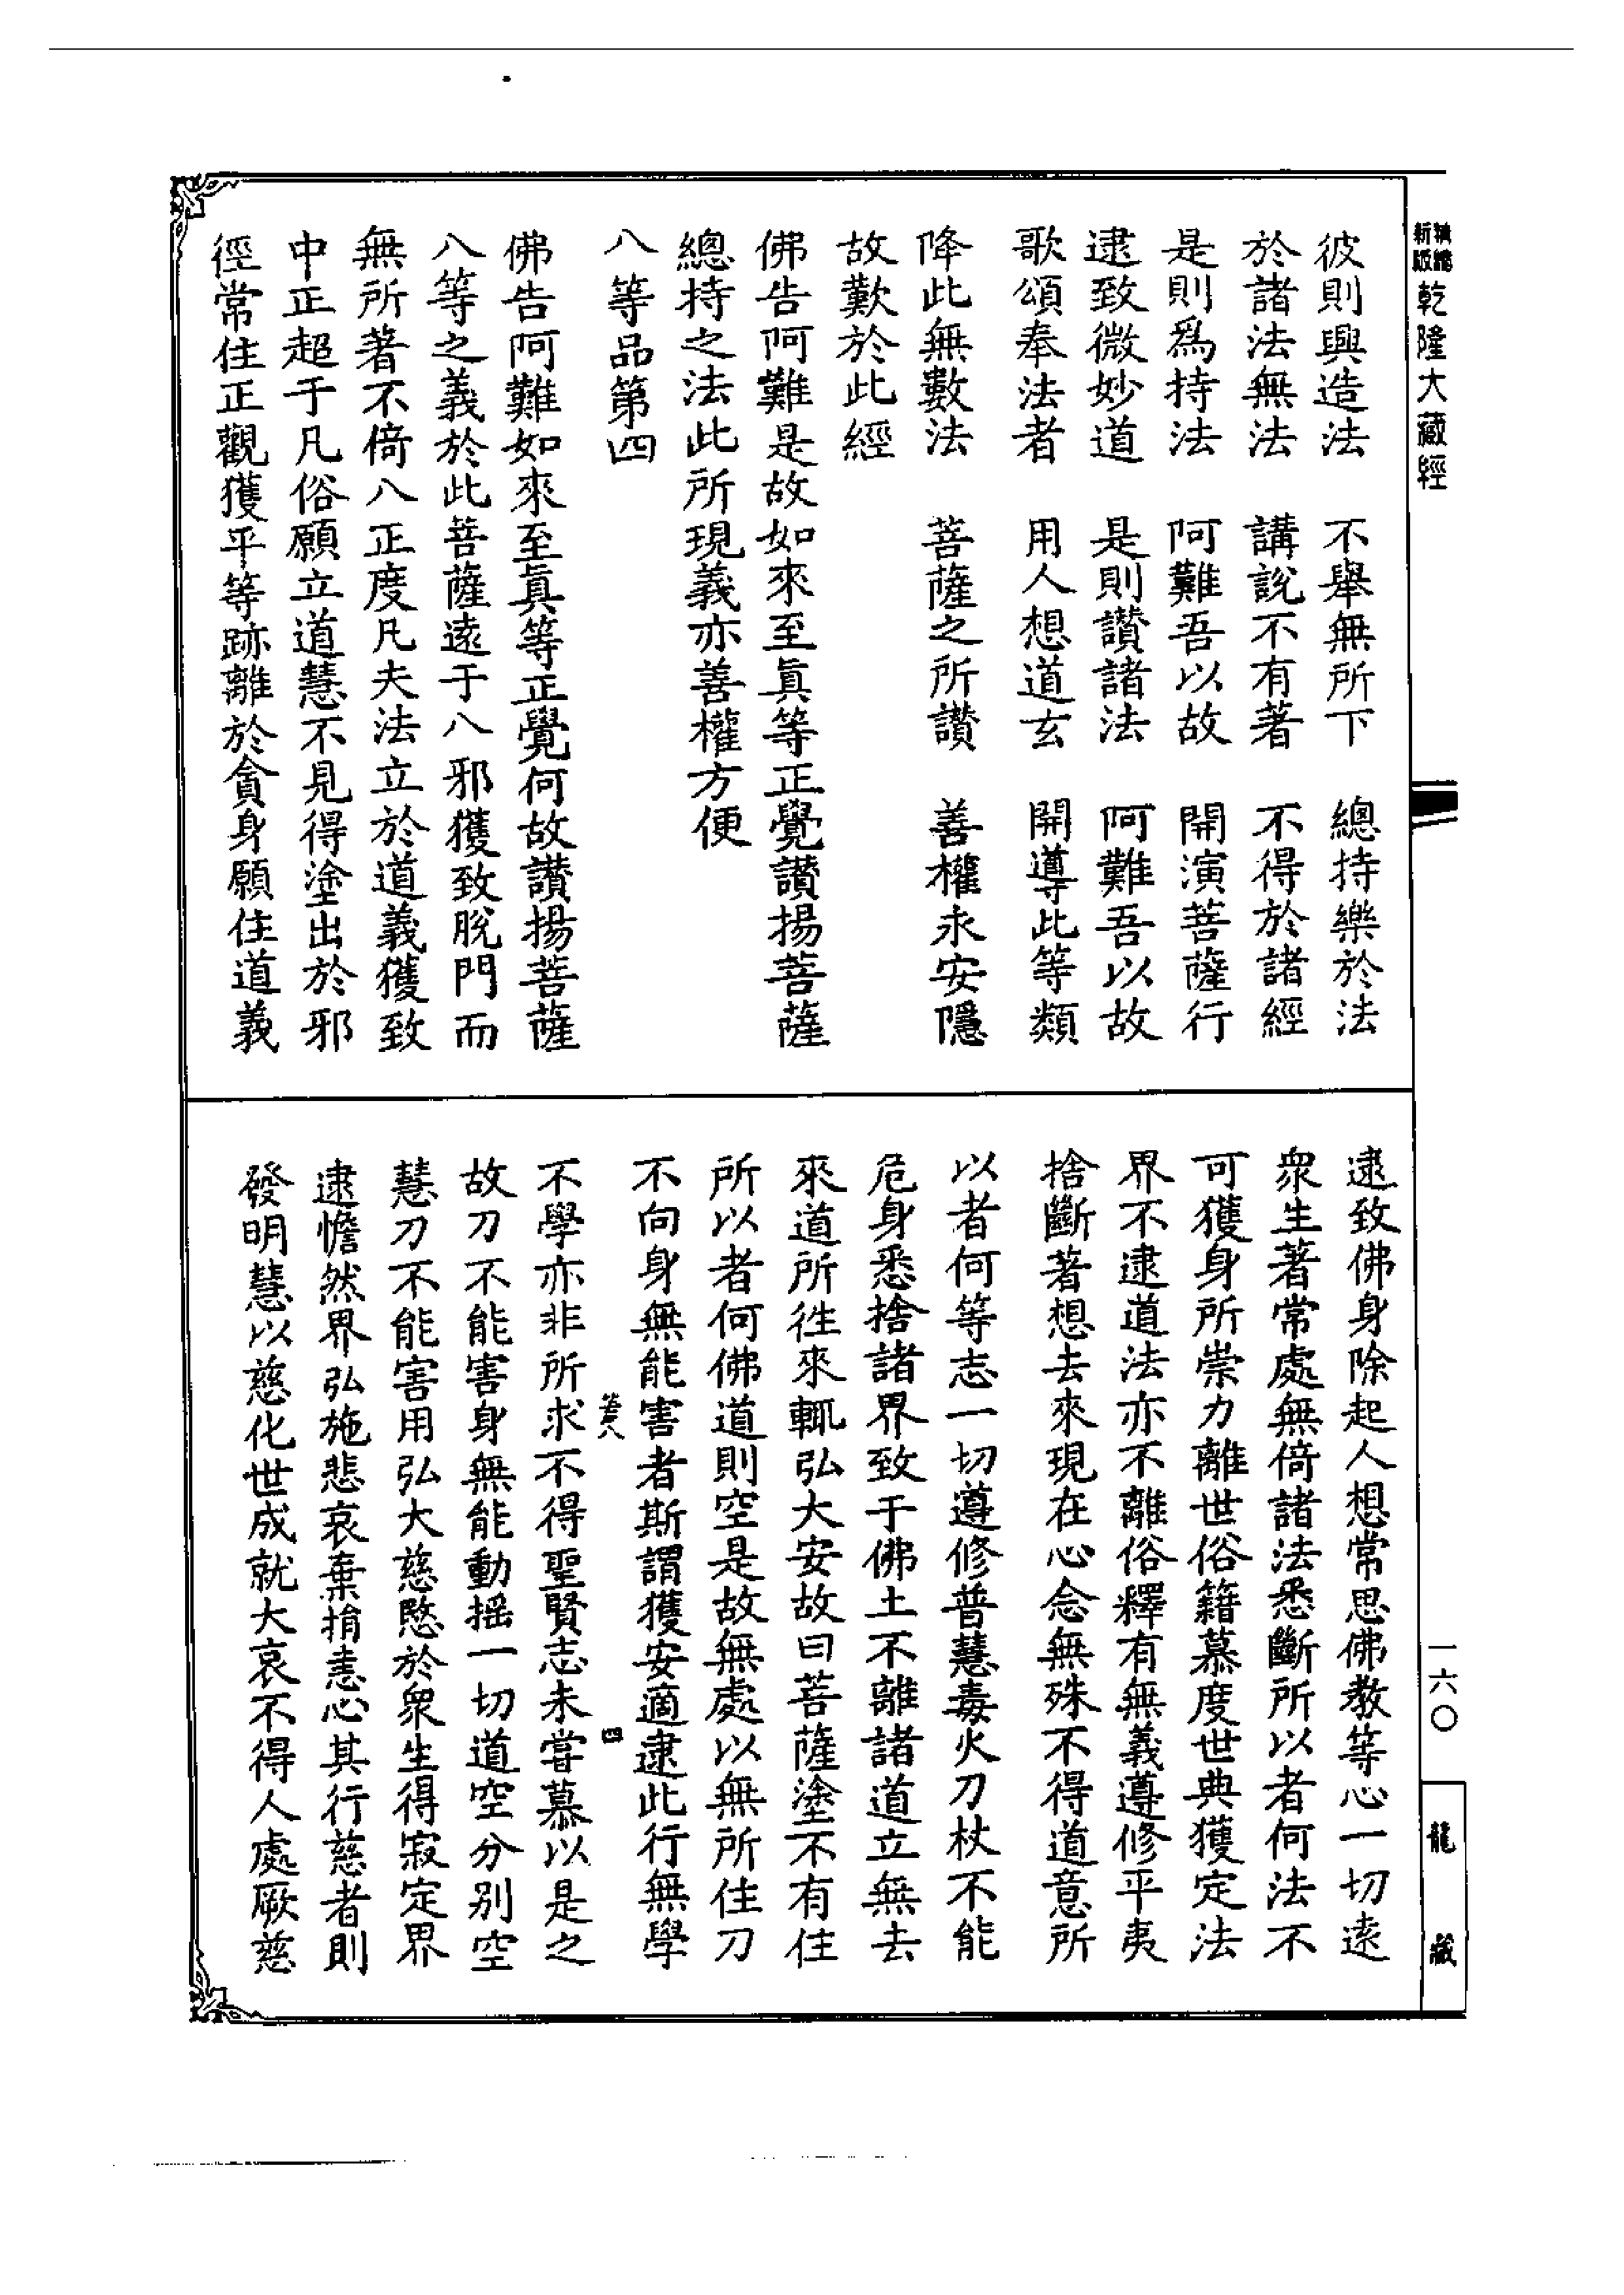 新版 精縮 乾隆大藏經
彼則興造法　不舉無所下　總持樂於法
於諸法無法　講說不有著　不得於諸經
是則爲持法　阿難吾以故　開演菩薩行
逮致微妙道　是則讚諸法　阿難吾以故
歌頌奉法者　用人想道玄　開導此等類
降此無數法　菩薩之所讚　善權永安隱
故歎於此經
佛告阿難是故如來至眞等正覺讚揚菩薩
總持之法此所現義亦善權方便
八等品第四
佛告阿難如來至眞等正覺何故讚揚菩薩
八等之義於此菩薩遠于八邪獲致脫門而
無所著不倚八正度凡夫法立於道義獲致
中正超于凡俗願立道慧不見得塗出於邪
徑常住正觀獲平等跡離於貪身願住道義
逮致佛身除起人想常思佛教等心一切遠
衆生著常處無倚諸法悉斷所以者何法不
可獲身所崇力離世俗籍慕度世典獲定法
界不逮道法亦不離俗釋有無義遵修平夷
捨斷著想去來現在心念無殊不得道意所
以者何等志一切遵修普慧毒火刀杖不能
危身悉捨諸界致于佛土不離諸道立無去
來道所徃來輒弘大安故曰菩薩塗不有住
所以者何佛道則空是故無處以無所住刀
不向身無能害者斯謂獲安適逮此行無學
四
不學亦非所求不得聖賢志未甞慕以是之
故刀不能害身無能動搖一切道空分别空
慧刀不能害用弘大慈愍於衆生得寂定界
逮憺然界弘施悲哀棄捐恚心其行慈者則
發明慧以慈化世成就大哀不得人處厥慈
一六〇
龍藏